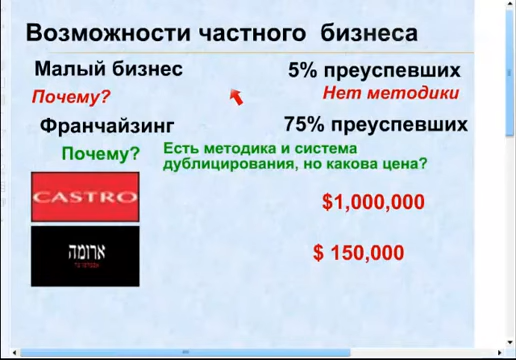 Возможности частного бизнеса
Малый бизнес 5% преуспевших
Почему? Нет методики
Франчайзинг 75% преуспевших
Почему? Есть методика и система
дублицирования, но какова цена?
CASTRO $1,000,000
ארומה $ 150,000